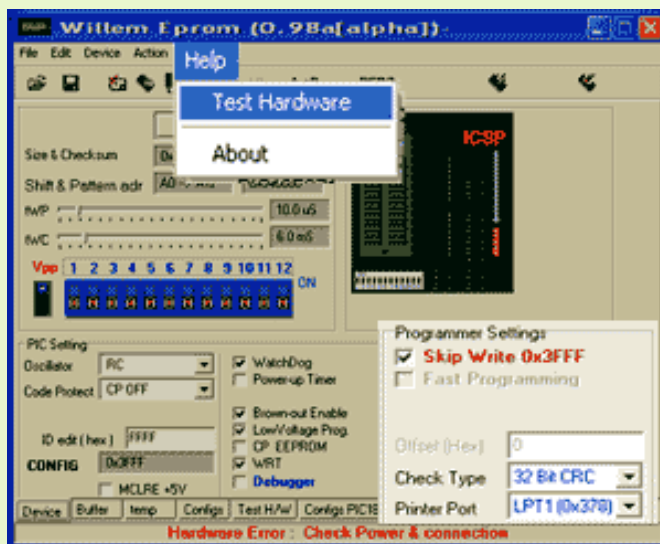 Willem Eprom (0.98a[alpha])
File Edit Device Action Help
Test Hardware
About
ICSP
Size & Checksum
Shift & Pattern adr
tWP 10.0 uS
tWC 6.0 mS
Vpp 1 2 3 4 5 6 7 8 9 10 11 12
ON
PIC Setting
Oscillator RC
Code Protect CP OFF
ID edit (hex) FFFF
CONFIG 0x3FFF
MCLRE +5V
WatchDog
Power-up Timer
Brown-out Enable
LowVoltage Prog.
CP EEPROM
WRT
Debugger
Programmer Settings
Skip Write 0x3FFF
Fast Programming
Offset (Hex) 0
Check Type 32 Bit CRC
Printer Port LPT1 (0x378)
Device Buffer temp Configs Test H/W Configs PIC18
Hardware Error : Check Power & connection